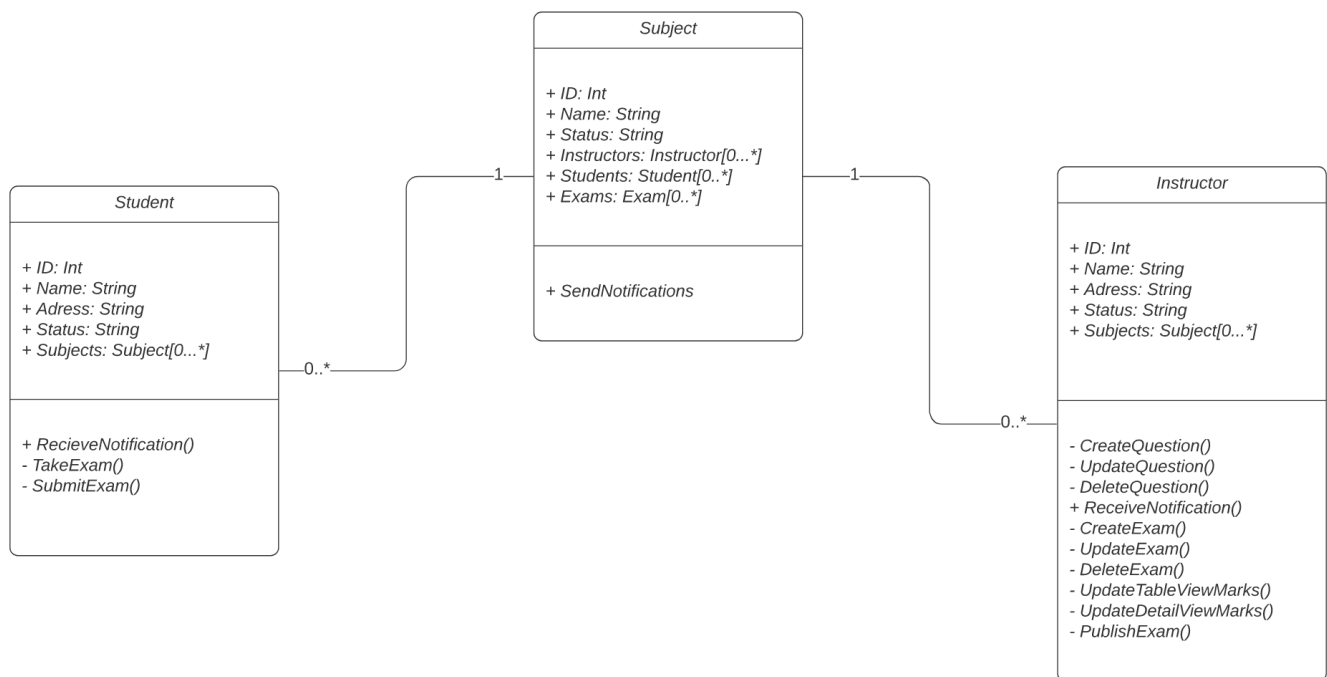 Subject
+ ID: Int
+ Name: String
+ Status: String
+ Instructors: Instructor[0...*]
+ Students: Student[0..*]
+ Exams: Exam[0..*]
+ SendNotifications
1
1
Student
+ ID: Int
+ Name: String
+ Adress: String
+ Status: String
+ Subjects: Subject[0...*]
+ RecieveNotification()
- TakeExam()
- SubmitExam()
0..*
Instructor
+ ID: Int
+ Name: String
+ Adress: String
+ Status: String
+ Subjects: Subject[0...*]
0..*
- CreateQuestion()
- UpdateQuestion()
- DeleteQuestion()
+ ReceiveNotification()
- CreateExam()
- UpdateExam()
- DeleteExam()
- UpdateTableViewMarks()
- UpdateDetailViewMarks()
- PublishExam()